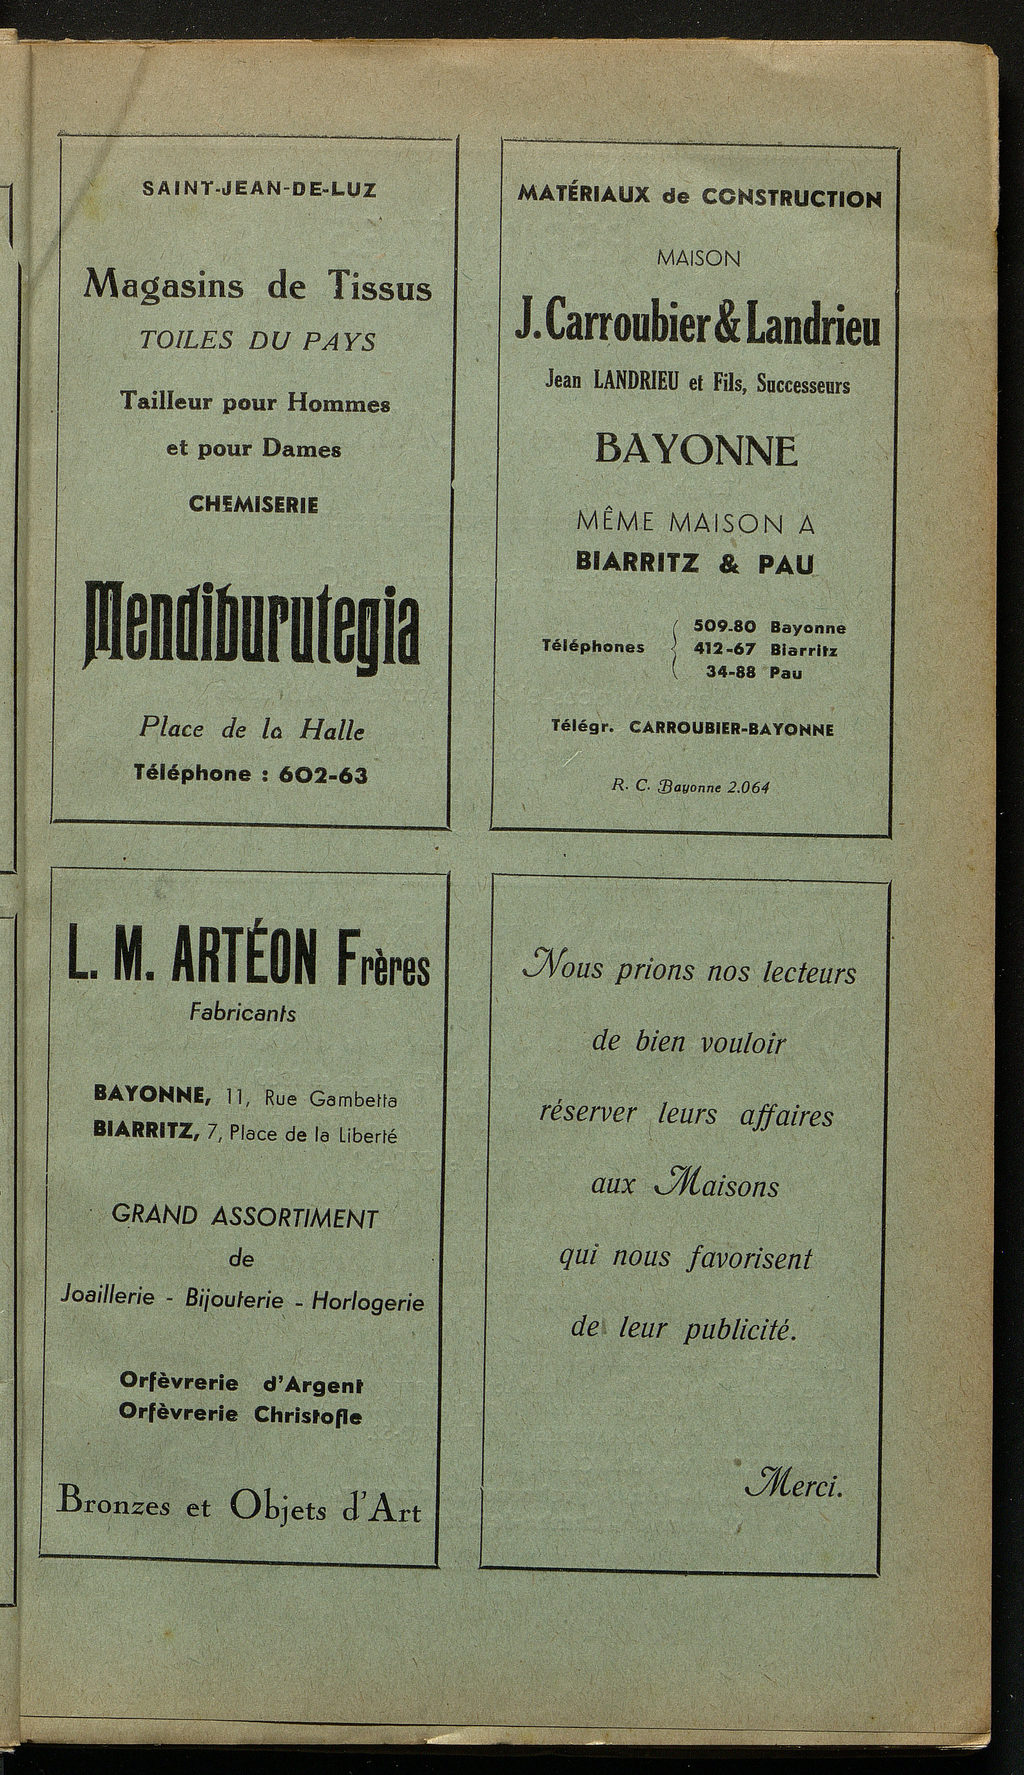 SAINT-JEAN-DE-LUZ
Magasins de Tissus
TOILES DU PAYS
Tailleur pour Hommes
et pour Dames
CHEMISERIE
Mendiburutegia
Place de la Halle
Téléphone : 602-63
MATÉRIAUX de CONSTRUCTION
MAISON
J. Carroubier & Landrieu
Jean LANDRIEU et Fils, Successeurs
BAYONNE
MÊME MAISON A
BIARRITZ & PAU
509-80 Bayonne
Téléphones { 412-67 Biarritz
34-88 Pau
Télégr. CARROUBIER-BAYONNE
R. C. Bayonne 2.064
L. M. ARTÉON Frères
Fabricants
BAYONNE, 11, Rue Gambetta
BIARRITZ, 7, Place de la Liberté
GRAND ASSORTIMENT
de
Joaillerie - Bijouterie - Horlogerie
Orfèvrerie d'Argent
Orfèvrerie Christofle
Bronzes et Objets d'Art
Nous prions nos lecteurs
de bien vouloir
réserver leurs affaires
aux Maisons
qui nous favorisent
de leur publicité.
Merci.